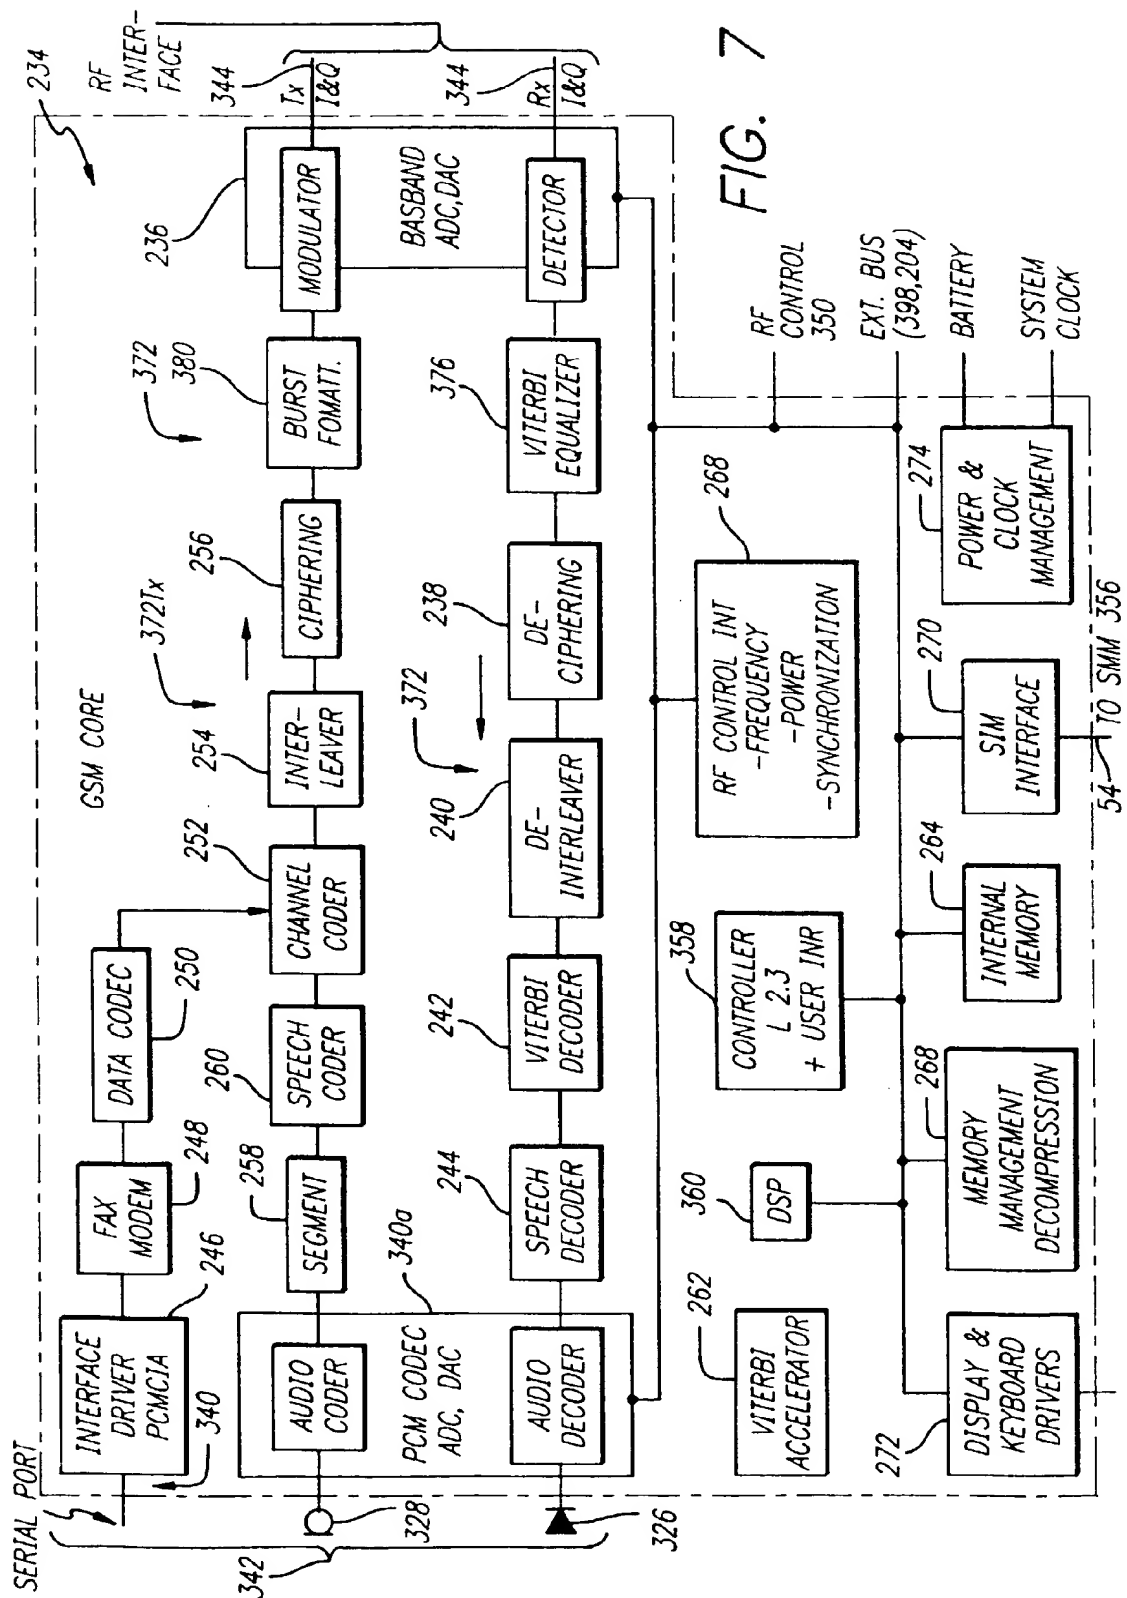 SERIAL PORT
340
342
328
326
INTERFACE
DRIVER
PCMCIA
246
FAX
MODEM
248
DATA CODEC
250
GSM CORE
234
RF
INTER-
FACE
AUDIO
CODER
PCM CODEC
ADC, DAC
340a
AUDIO
DECODER
SEGMENT
258
SPEECH
CODER
260
CHANNEL
CODER
252
INTER-
LEAVER
254
372Tx
CIPHERING
256
BURST
FOMATT.
372
380
MODULATOR
236
BASBAND
ADC,DAC
DETECTOR
344
Tx
I&Q
344
Rx
I&Q
SPEECH
DECODER
244
VITERBI
DECODER
242
DE-
INTERLEAVER
240
372
DE-
CIPHERING
238
VITERBI
EQUALIZER
376
VITERBI
ACCELERATOR
262
DSP
360
CONTROLLER
L 2.3
+ USER INR
358
RF CONTROL INT
-FREQUENCY
-POWER
-SYNCHRONIZATION
268
RF
CONTROL
350
EXT. BUS
(398,204)
BATTERY
SYSTEM
CLOCK
DISPLAY &
KEYBOARD
DRIVERS
272
MEMORY
MANAGEMENT
DECOMPRESSION
268
INTERNAL
MEMORY
264
SIM
INTERFACE
270
POWER &
CLOCK
MANAGEMENT
274
54
TO SMM 356
FIG. 7